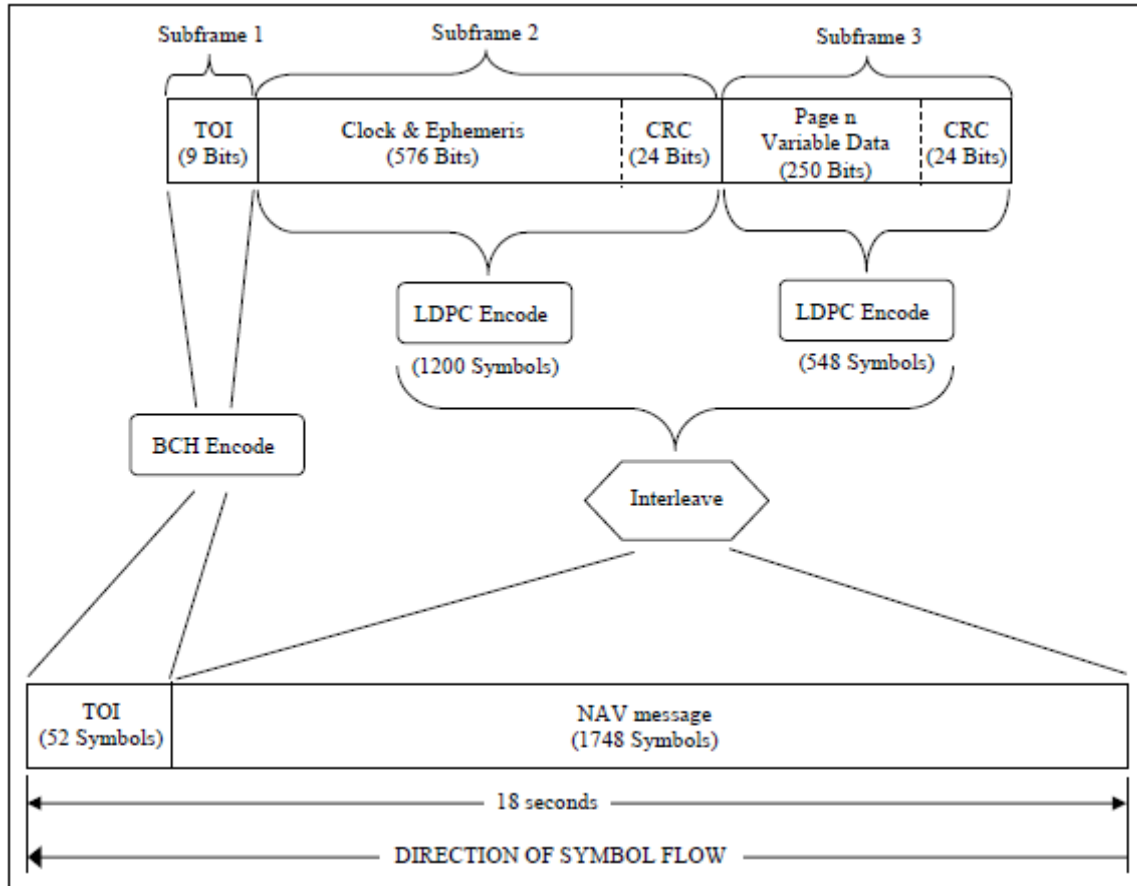 Subframe 1
Subframe 2
Subframe 3
TOI
(9 Bits)
Clock & Ephemeris
(576 Bits)
CRC
(24 Bits)
Page n
Variable Data
(250 Bits)
CRC
(24 Bits)
LDPC Encode
(1200 Symbols)
LDPC Encode
(548 Symbols)
BCH Encode
Interleave
TOI
(52 Symbols)
NAV message
(1748 Symbols)
18 seconds
DIRECTION OF SYMBOL FLOW